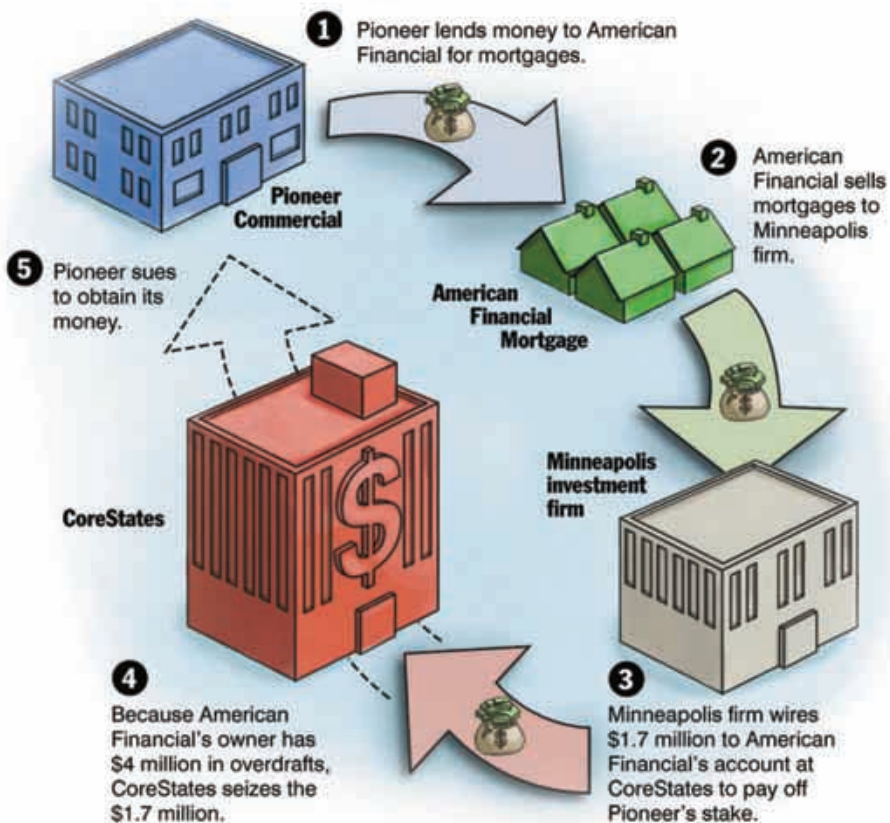 1 Pioneer lends money to American
Financial for mortgages.
Pioneer
Commercial
2 American
Financial sells
mortgages to
Minneapolis
firm.
American
Financial
Mortgage
Minneapolis
investment
firm
3
Minneapolis firm wires
$1.7 million to American
Financial's account at
CoreStates to pay off
Pioneer's stake.
CoreStates
$
4
Because American
Financial's owner has
$4 million in overdrafts,
CoreStates seizes the
$1.7 million.
5 Pioneer sues
to obtain its
money.